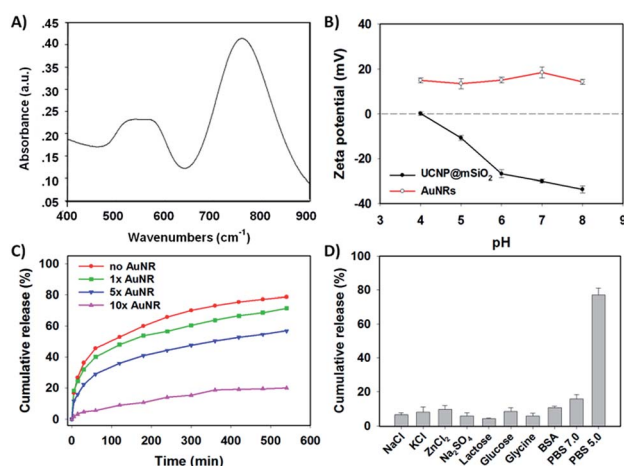 A)
.45
.40
.35
.30
.25
.20
.15
.10
.05
Absorbance (a.u.)
400 500 600 700 800 900
Wavenumbers (cm⁻¹)
B)
40
20
0
-20
-40
-60
Zeta potential (mV)
UCNP@mSiO₂
AuNRs
3 4 5 6 7 8 9
pH
C)
100
80
60
40
20
0
Cumulative release (%)
no AuNR
1x AuNR
5x AuNR
10x AuNR
0 100 200 300 400 500 600
Time (min)
D)
100
80
60
40
20
0
Cumulative release (%)
NaCl
KCl
ZnCl₂
Na₂SO₄
Lactose
Glucose
Glycine
BSA
PBS 7.0
PBS 5.0